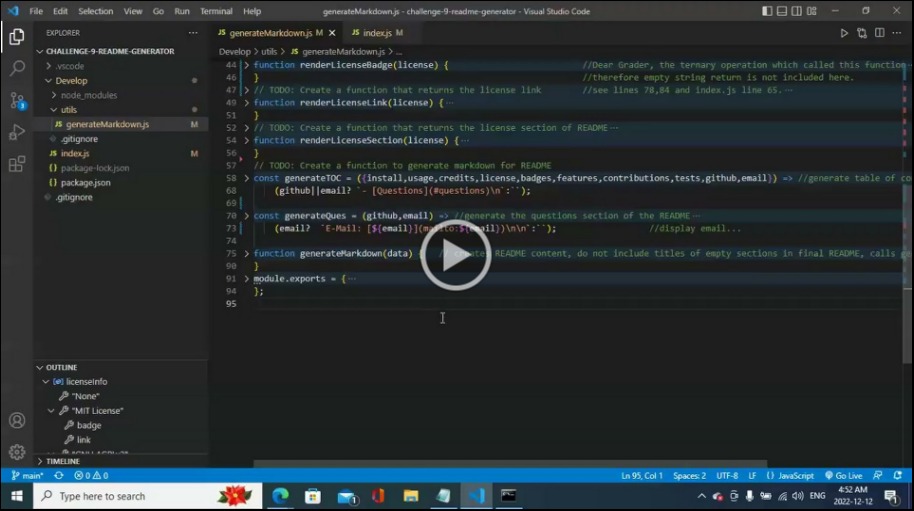 File Edit Selection View Go Run Terminal Help generateMarkdown.js - challenge-9-readme-generator - Visual Studio Code
EXPLORER ··· JS generateMarkdown.js M × JS index.js M
CHALLENGE-9-README-GENERATOR
Develop > utils > JS generateMarkdown.js > ...
.vscode
Develop
node_modules
utils
JS generateMarkdown.js M
.gitignore
JS index.js M
{} package-lock.json
{} package.json
.gitignore
44 > function renderLicenseBadge(license) { //Dear Grader, the ternary operation which called this function
46 } //therefore empty string return is not included here.
47 > // TODO: Create a function that returns the license link //see lines 78,84 and index.js line 65.···
49 > function renderLicenseLink(license) {···
51 }
52 > // TODO: Create a function that returns the license section of README···
54 > function renderLicenseSection(license) {···
56 }
57 // TODO: Create a function to generate markdown for README
58 > const generateTOC = ({install,usage,credits,license,badges,features,contributions,tests,github,email}) => //generate table of
68 (github||email? `- [Questions](#questions)\n`:``);
69
70 > const generateQues = (github,email) => //generate the questions section of the README···
73 (email? `E-Mail: [${email}](mailto:${email})\n\n`:``); //display email...
74
75 > function generateMarkdown(data) { README content, do not include titles of empty sections in final README, calls
90 }
91 > module.exports = {···
94 };
95
OUTLINE
licenseInfo
"None"
"MIT License"
badge
link
TIMELINE
main* 0 0 Ln 95, Col 1 Spaces: 2 UTF-8 LF {} JavaScript Go Live
Type here to search ENG 4:52 AM
2022-12-12